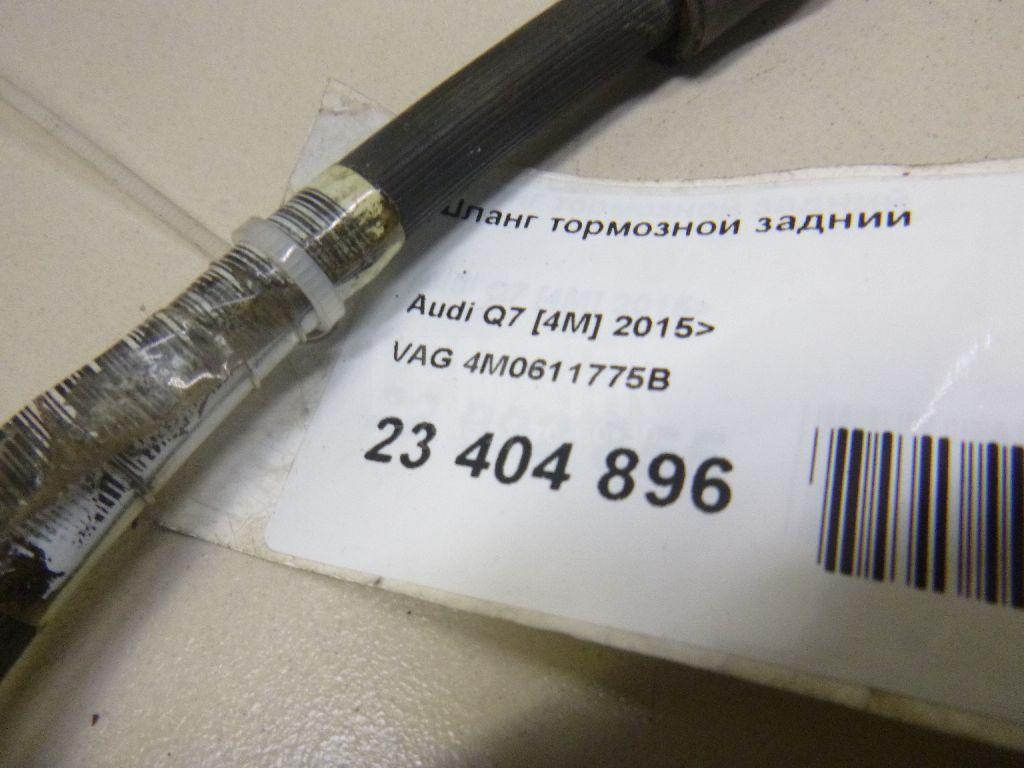 Шланг тормозной задний
Audi Q7 [4M] 2015>
VAG 4M0611775B
23 404 896